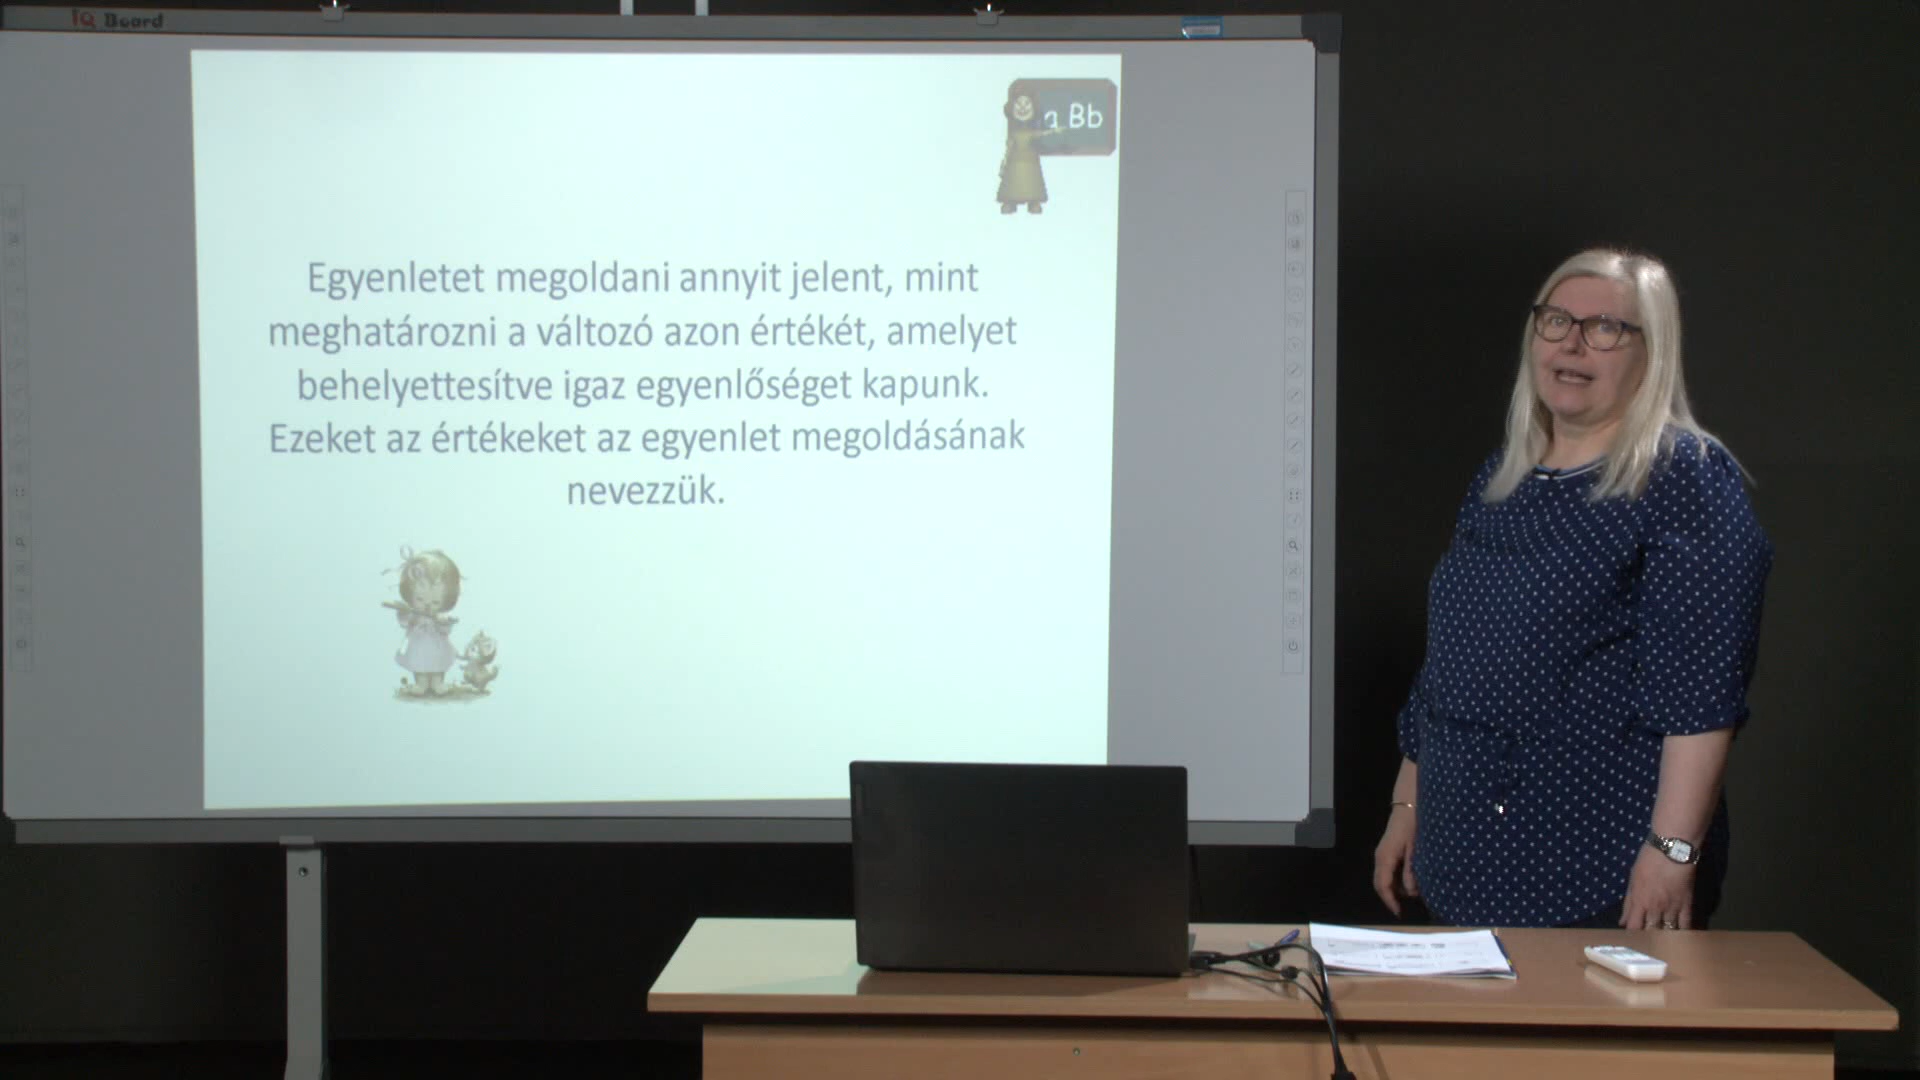 IQ Board
a Bb
Egyenletet megoldani annyit jelent, mint
meghatározni a változó azon értékét, amelyet
behelyettesítve igaz egyenlőséget kapunk.
Ezeket az értékeket az egyenlet megoldásának
nevezzük.